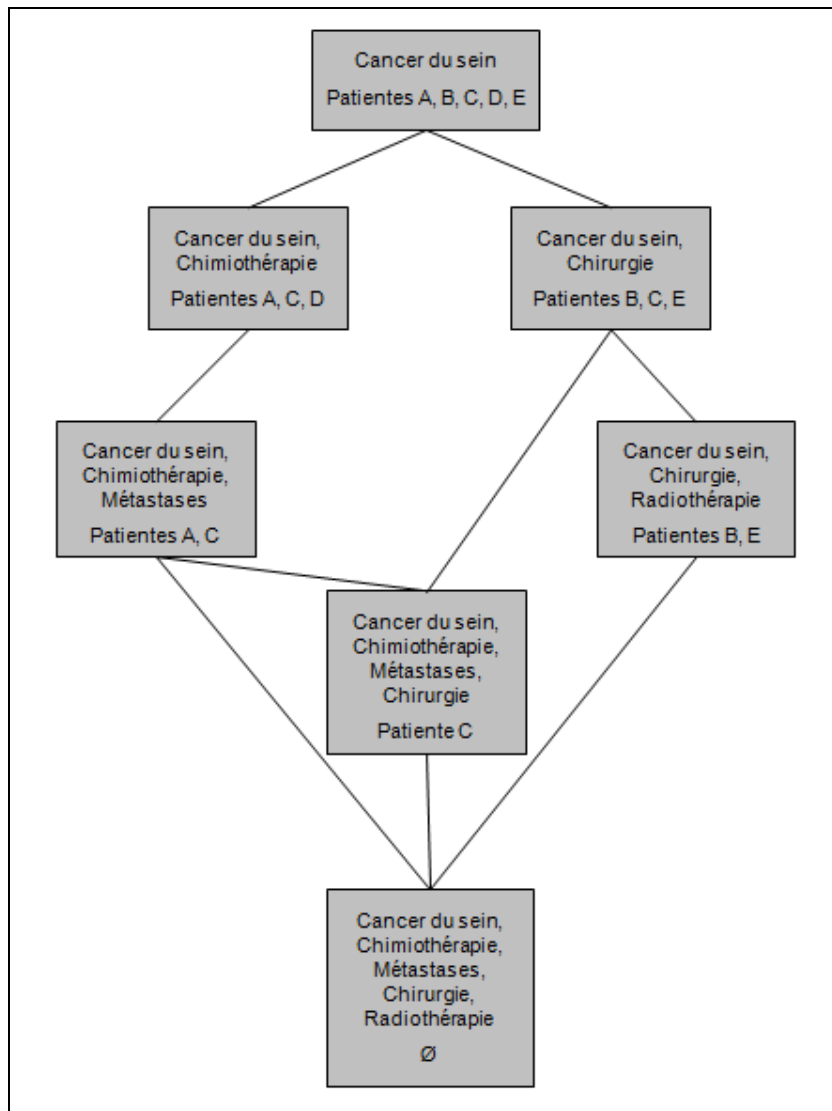 Cancer du sein
Patientes A, B, C, D, E
Cancer du sein,
Chimiothérapie
Patientes A, C, D
Cancer du sein,
Chirurgie
Patientes B, C, E
Cancer du sein,
Chimiothérapie,
Métastases
Patientes A, C
Cancer du sein,
Chirurgie,
Radiothérapie
Patientes B, E
Cancer du sein,
Chimiothérapie,
Métastases,
Chirurgie
Patiente C
Cancer du sein,
Chimiothérapie,
Métastases,
Chirurgie,
Radiothérapie
Ø